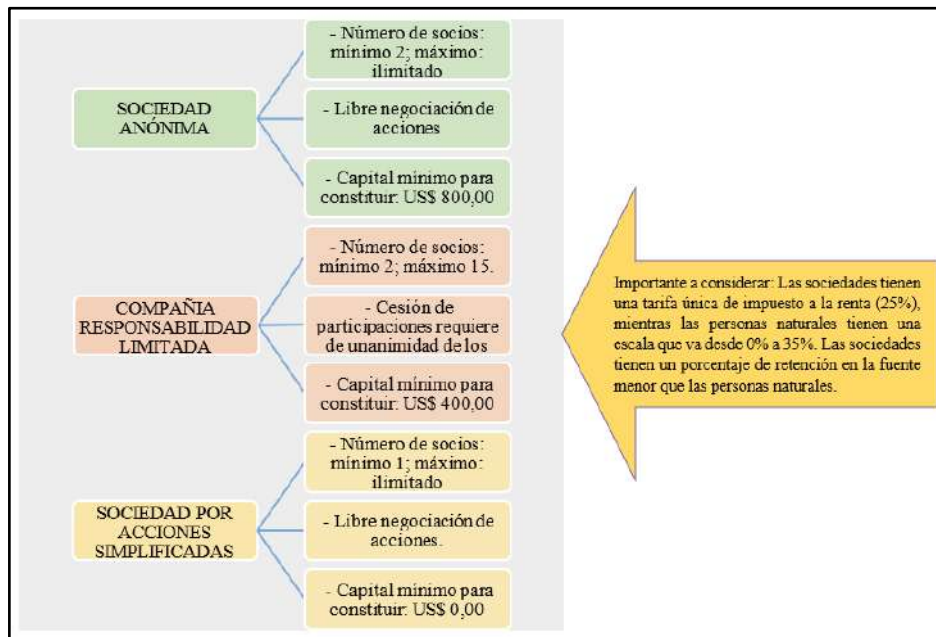 SOCIEDAD
ANÓNIMA
- Número de socios:
mínimo 2; máximo:
ilimitado
- Libre negociación de
acciones
- Capital mínimo para
constituir: US$ 800,00
COMPAÑIA
RESPONSABILIDAD
LIMITADA
- Número de socios:
mínimo 2; máximo 15.
- Cesión de
participaciones requiere
de unanimidad de los
- Capital mínimo para
constituir: US$ 400,00
SOCIEDAD POR
ACCIONES
SIMPLIFICADAS
- Número de socios:
mínimo 1; máximo:
ilimitado
- Libre negociación de
acciones.
- Capital mínimo para
constituir: US$ 0,00
Importante a considerar: Las sociedades tienen
una tarifa única de impuesto a la renta (25%),
mientras las personas naturales tienen una
escala que va desde 0% a 35%. Las sociedades
tienen un porcentaje de retención en la fuente
menor que las personas naturales.